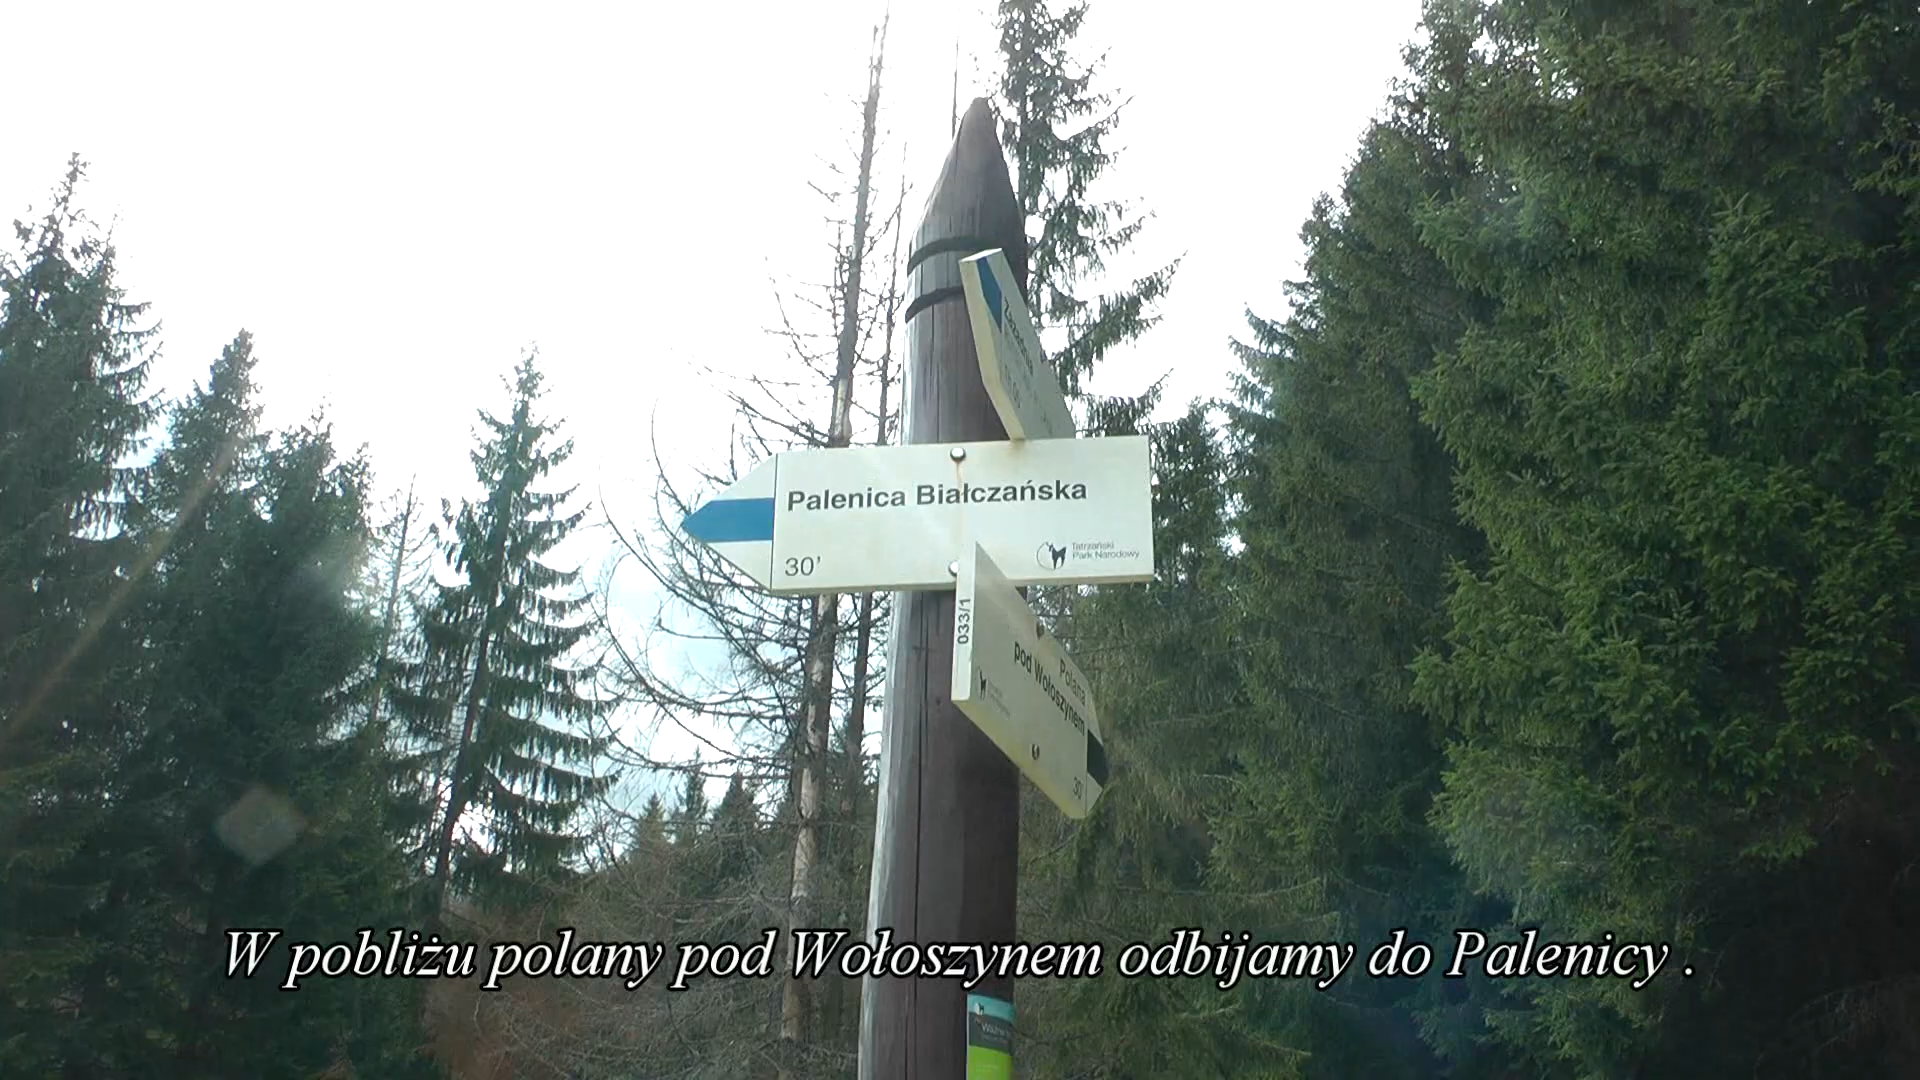 Palenica Białczańska
30'
Tatrzański
Park Narodowy
033/1
Polana
pod Wołoszynem
30'
W pobliżu polany pod Wołoszynem odbijamy do Palenicy .